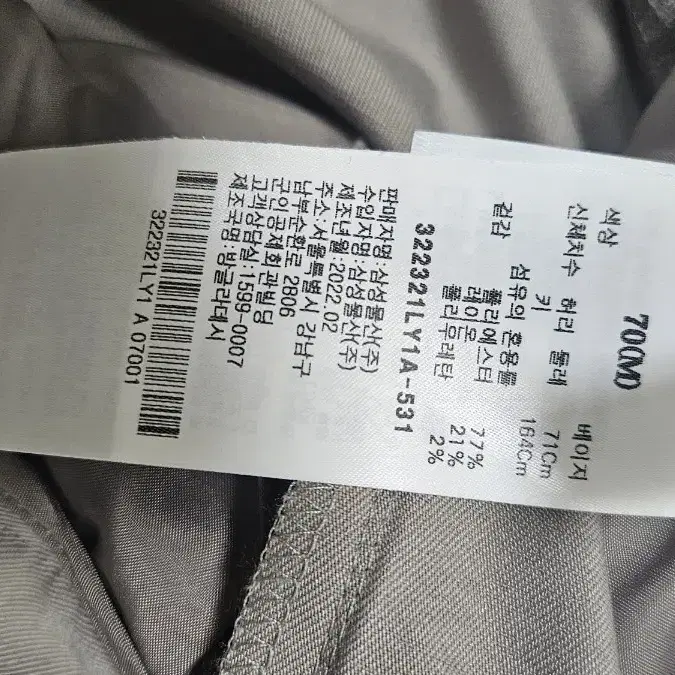 70(M)
색상 베이지
신체치수 허리 둘레 71Cm
키 164Cm
섬유의 혼용률
겉감 폴리에스터 77%
레이온 21%
폴리우레탄 2%
322321LY1A-531
판매자명:삼성물산(주)
수입자명:삼성물산(주)
제조년월:2022.02
주소:서울특별시 강남구
남부순환로 2806
군인공제회관빌딩
고객상담실:1599-0007
제조국명:방글라데시
322321LY1 A 07001